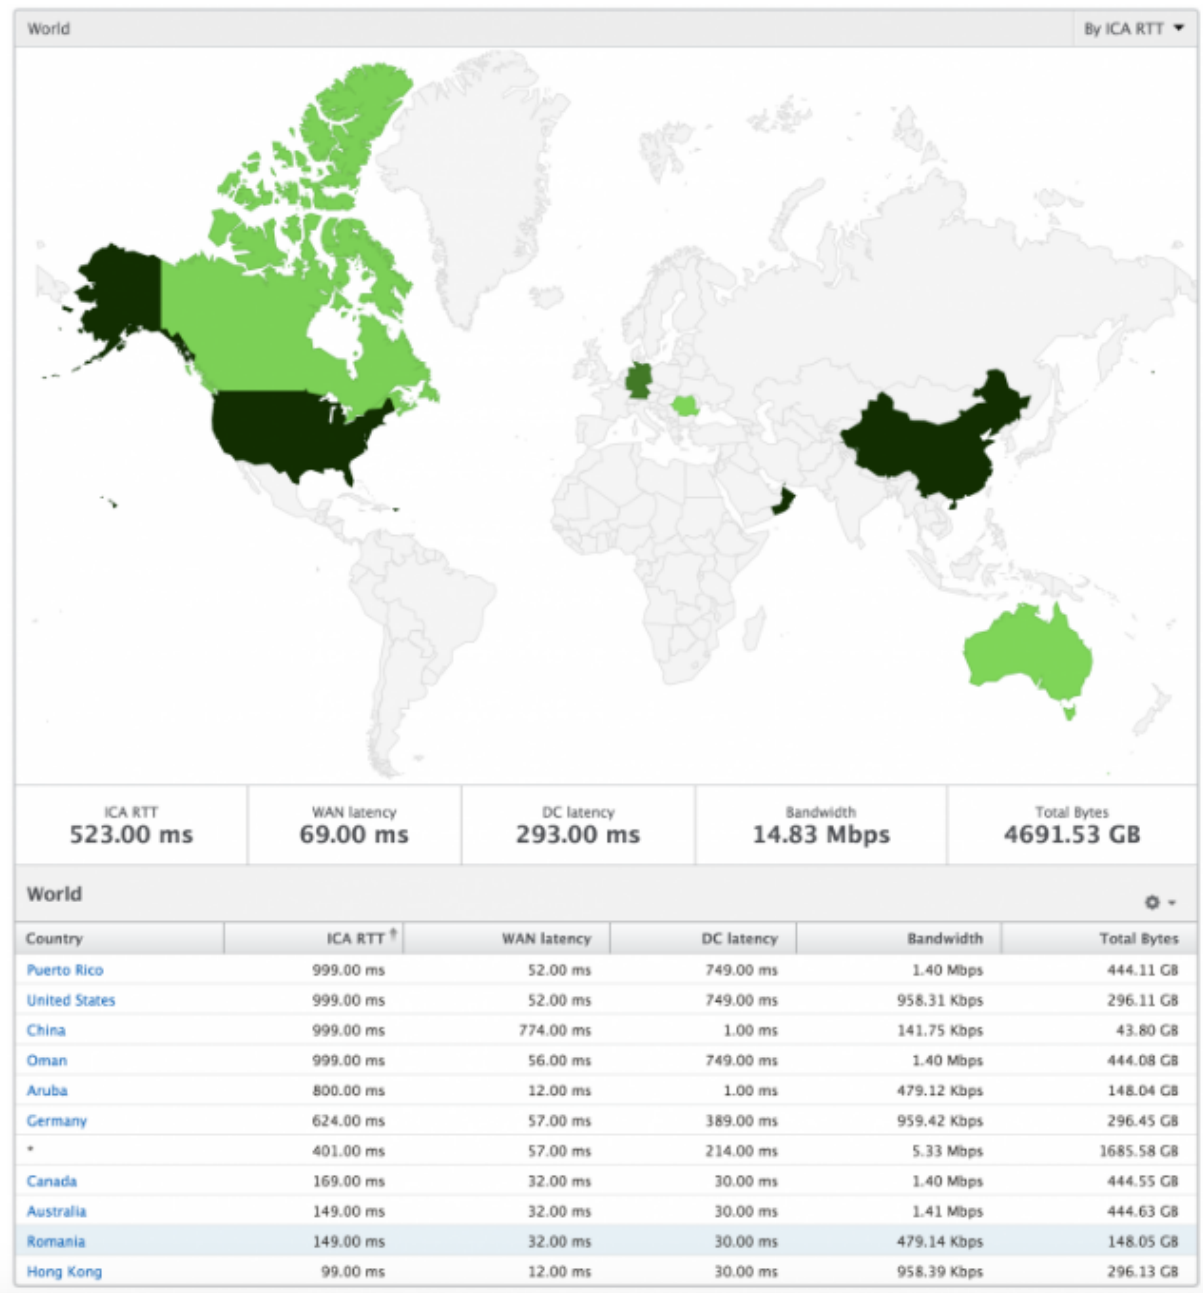 World By ICA RTT
ICA RTT WAN latency DC latency Bandwidth Total Bytes
523.00 ms 69.00 ms 293.00 ms 14.83 Mbps 4691.53 GB
World
Country ICA RTT WAN latency DC latency Bandwidth Total Bytes
Puerto Rico 999.00 ms 52.00 ms 749.00 ms 1.40 Mbps 444.11 GB
United States 999.00 ms 52.00 ms 749.00 ms 958.31 Kbps 296.11 GB
China 999.00 ms 774.00 ms 1.00 ms 141.75 Kbps 43.80 GB
Oman 999.00 ms 56.00 ms 749.00 ms 1.40 Mbps 444.08 GB
Aruba 800.00 ms 12.00 ms 1.00 ms 479.12 Kbps 148.04 GB
Germany 624.00 ms 57.00 ms 389.00 ms 959.42 Kbps 296.45 GB
* 401.00 ms 57.00 ms 214.00 ms 5.33 Mbps 1685.58 GB
Canada 169.00 ms 32.00 ms 30.00 ms 1.40 Mbps 444.55 GB
Australia 149.00 ms 32.00 ms 30.00 ms 1.41 Mbps 444.63 GB
Romania 149.00 ms 32.00 ms 30.00 ms 479.14 Kbps 148.05 GB
Hong Kong 99.00 ms 12.00 ms 30.00 ms 958.39 Kbps 296.13 GB